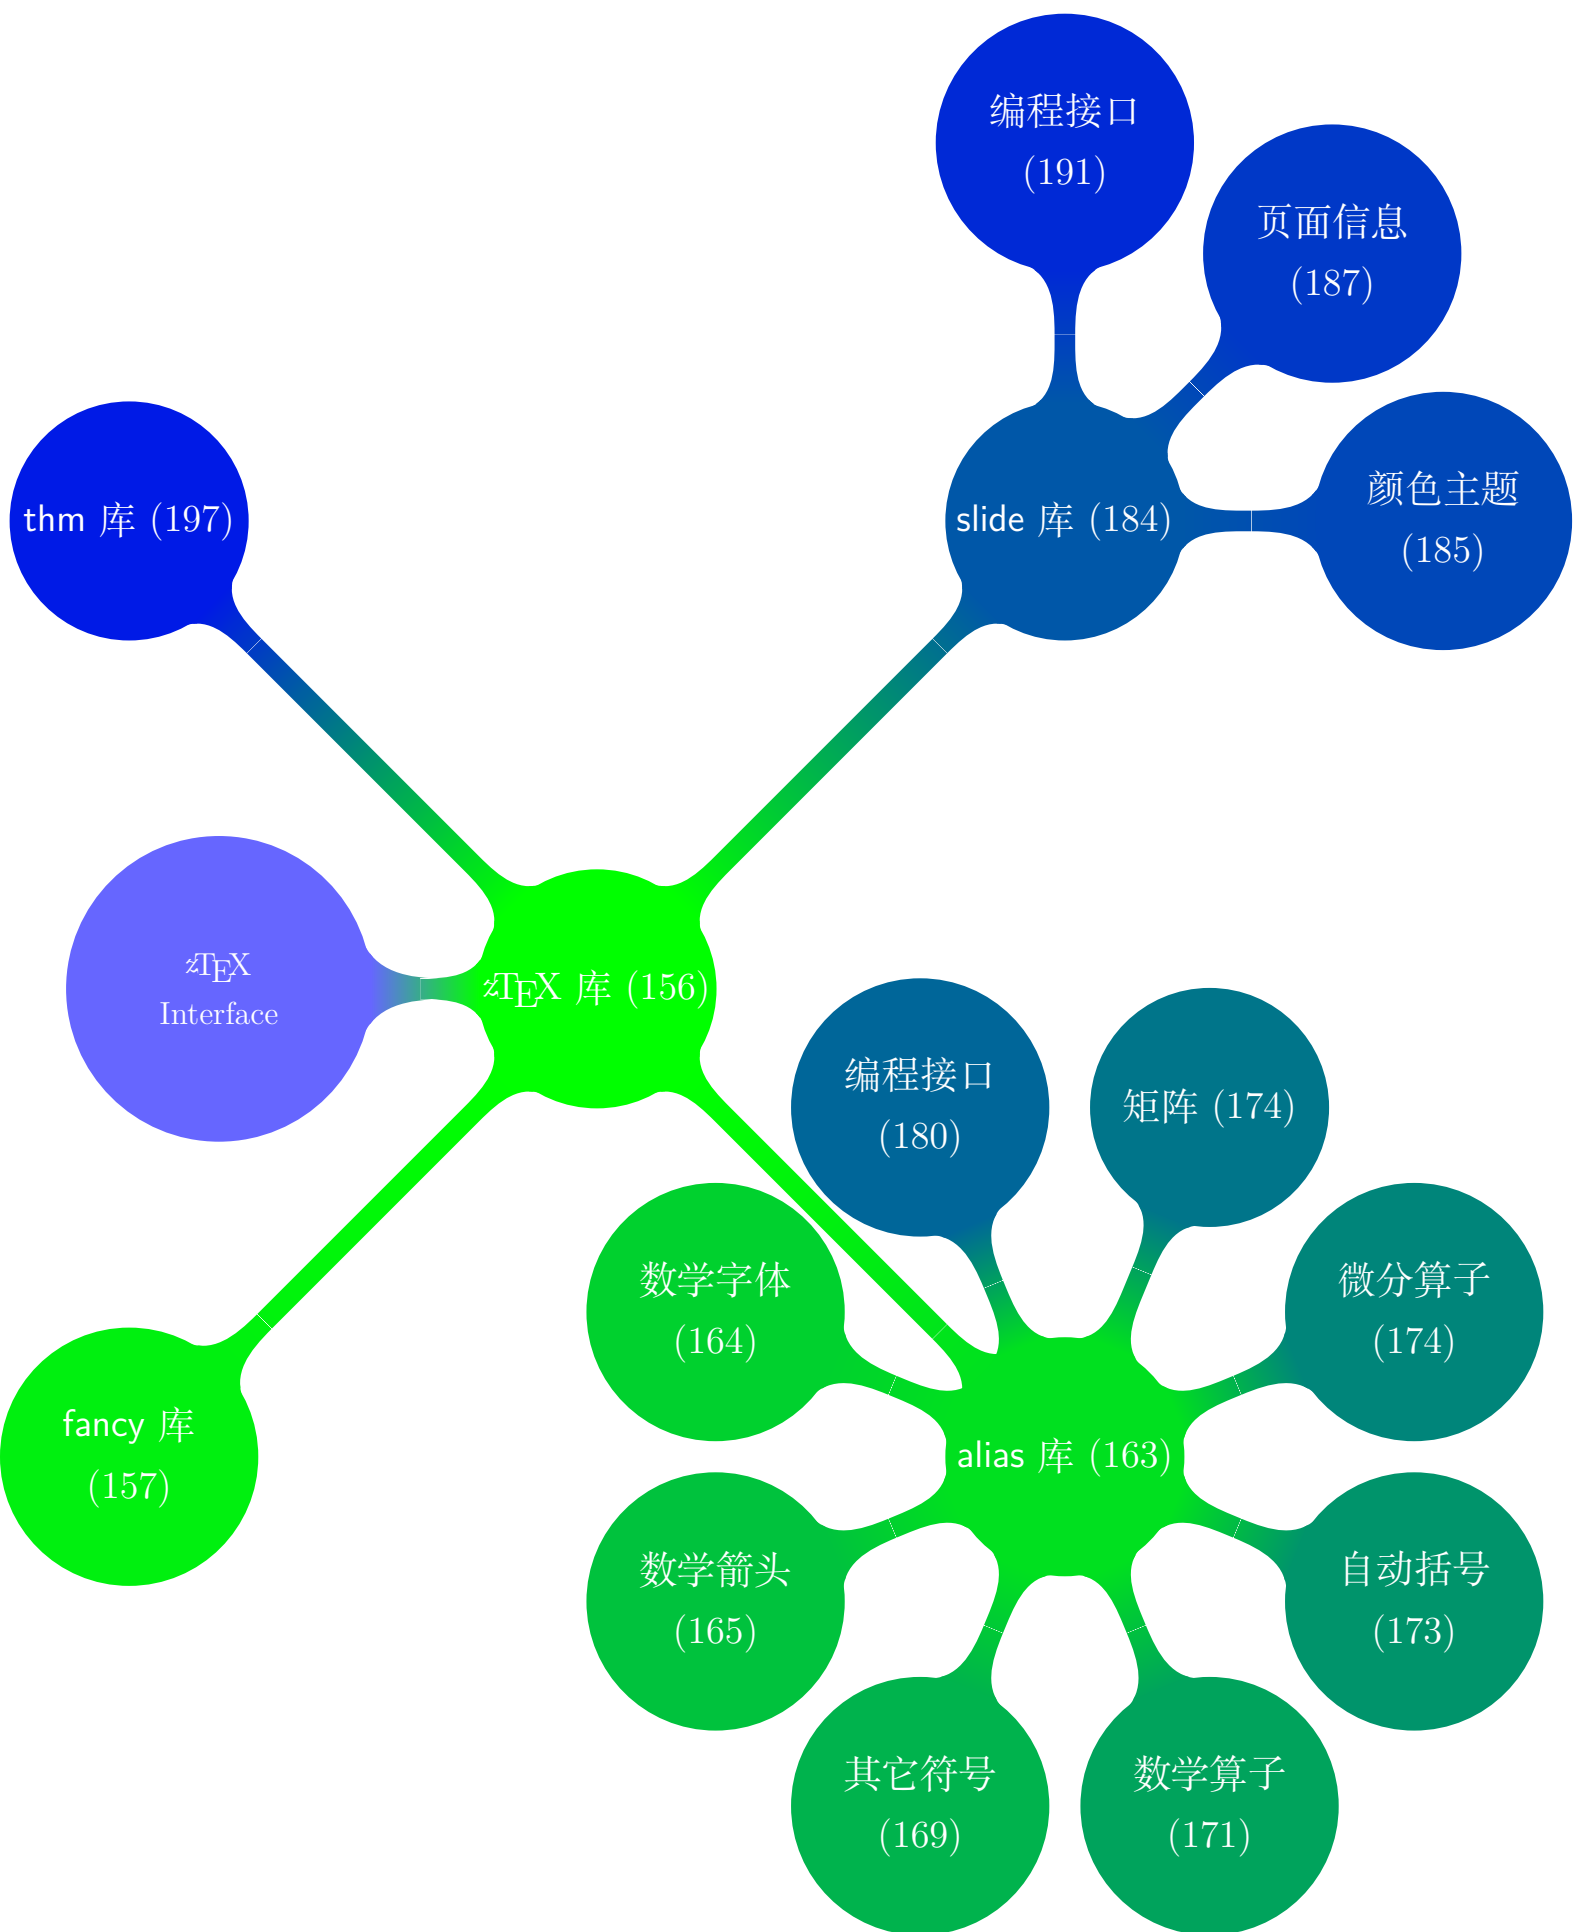 编程接口
(191)
页面信息
(187)
颜色主题
(185)
thm 库 (197)
slide 库 (184)
zTEX
Interface
zTEX 库 (156)
编程接口
(180)
矩阵 (174)
数学字体
(164)
微分算子
(174)
fancy 库
(157)
alias 库 (163)
数学箭头
(165)
自动括号
(173)
其它符号
(169)
数学算子
(171)